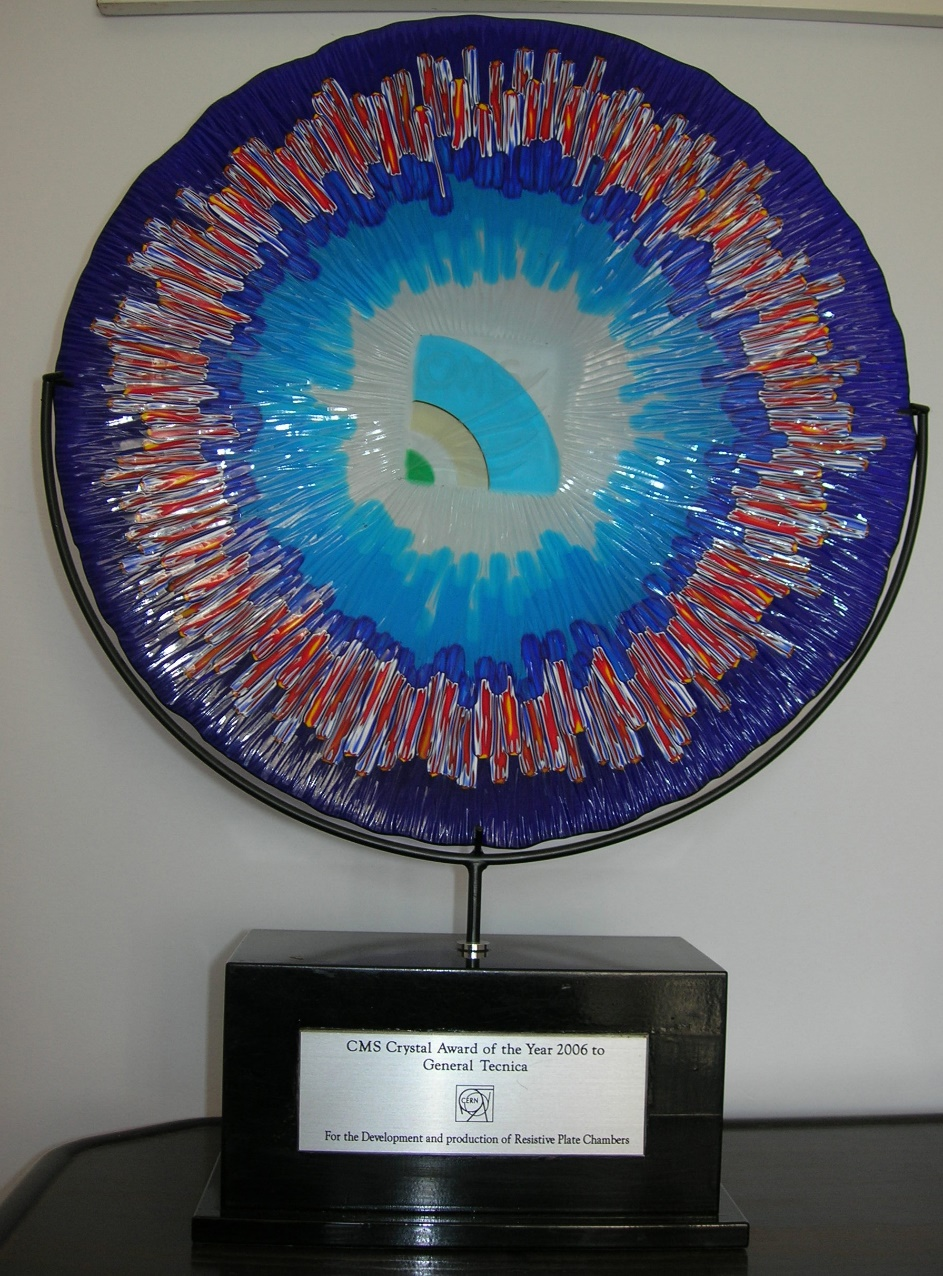 CMS Crystal Award of the Year 2006 to
General Tecnica
CERN
For the Development and production of Resistive Plate Chambers